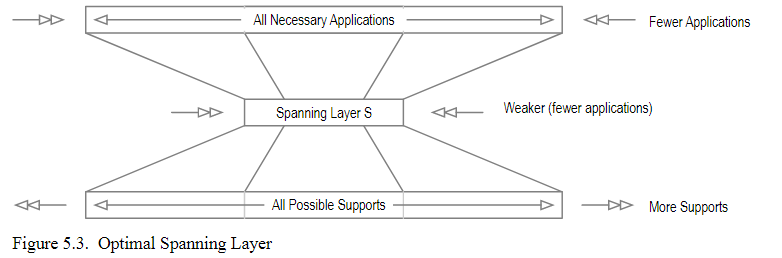 All Necessary Applications
Fewer Applications
Spanning Layer S
Weaker (fewer applications)
All Possible Supports
More Supports
Figure 5.3. Optimal Spanning Layer